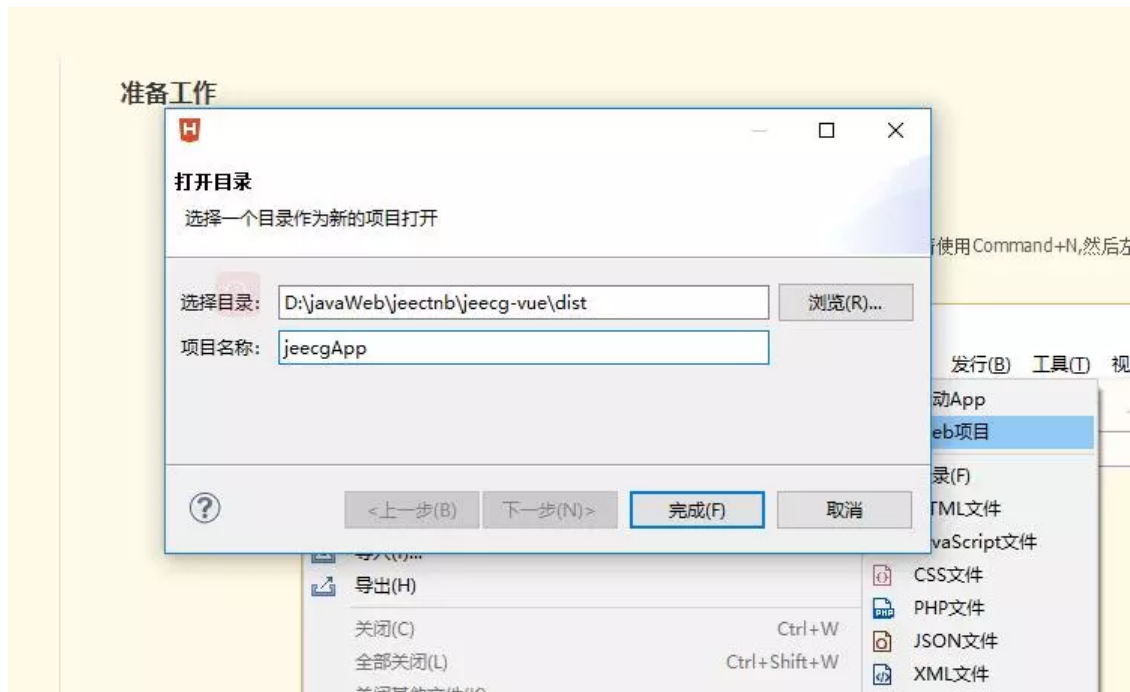 准备工作
打开目录
选择一个目录作为新的项目打开
使用Command+N,然后左
选择目录: D:\javaWeb\jeectnb\jeecg-vue\dist 浏览(R)...
项目名称: jeecgApp
发行(B) 工具(T) 视
动App
eb项目
录(F)
<上一步(B) 下一步(N)> 完成(F) 取消
TML文件
vaScript文件
导入(I)...
CSS文件
导出(H)
PHP文件
关闭(C) Ctrl+W
JSON文件
全部关闭(L) Ctrl+Shift+W
XML文件